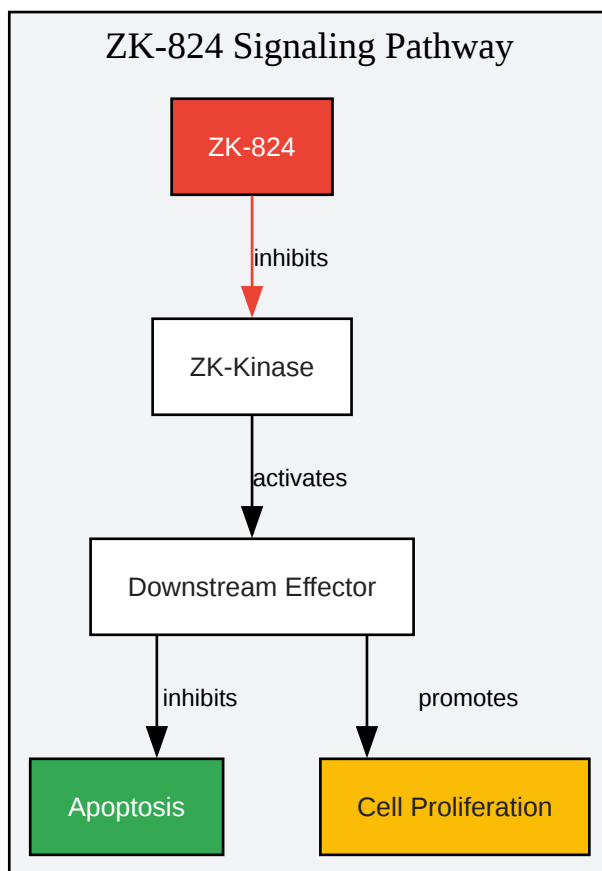 ZK-824 Signaling Pathway
ZK-824
inhibits
ZK-Kinase
activates
Downstream Effector
inhibits
promotes
Apoptosis
Cell Proliferation